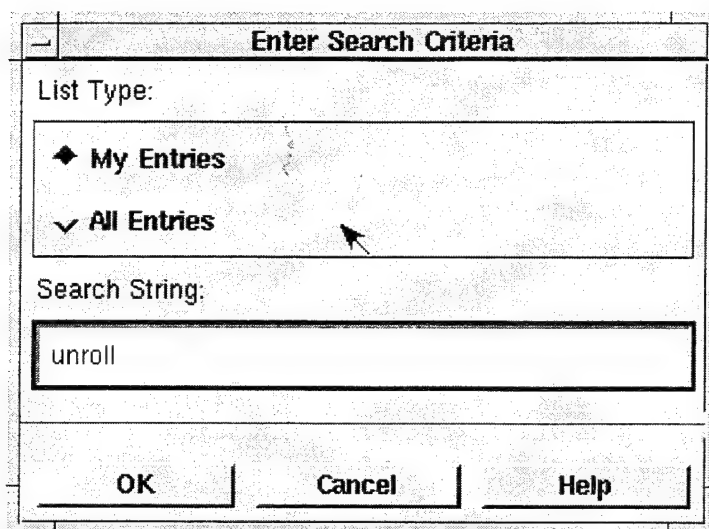 Enter Search Criteria
List Type:
My Entries
All Entries
Search String:
unroll
OK Cancel Help